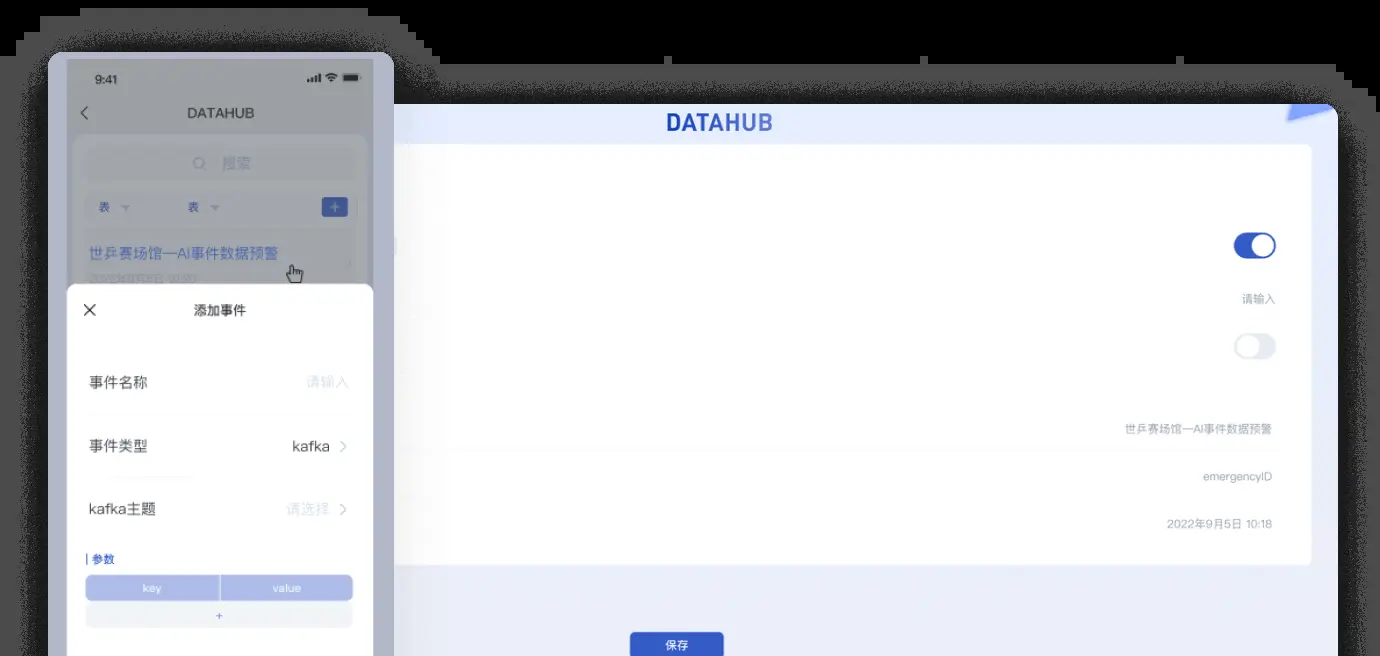 9:41
DATAHUB
搜索
表
表
+
世乒赛场馆一AI事件数据预警
添加事件
事件名称
请输入
事件类型
kafka
kafka主题
请选择
参数
key
value
+
DATAHUB
请输入
世乒赛场馆一AI事件数据预警
emergencyID
2022年9月5日 10:18
保存